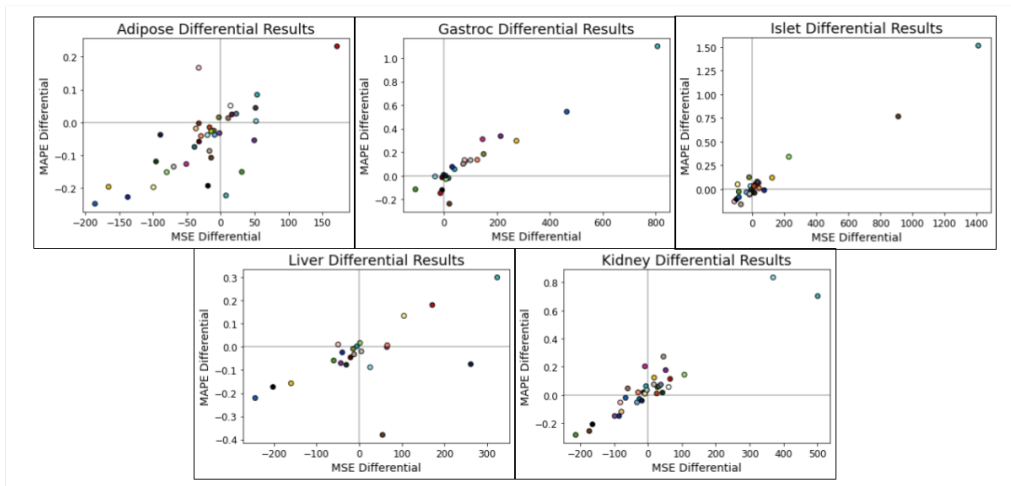 Adipose Differential Results
MAPE Differential
0.2
0.1
0.0
−0.1
−0.2
−200 −150 −100 −50 0 50 100 150
MSE Differential
Gastroc Differential Results
MAPE Differential
1.0
0.8
0.6
0.4
0.2
0.0
−0.2
0 200 400 600 800
MSE Differential
Islet Differential Results
MAPE Differential
1.50
1.25
1.00
0.75
0.50
0.25
0.00
0 200 400 600 800 1000 1200 1400
MSE Differential
Liver Differential Results
MAPE Differential
0.3
0.2
0.1
0.0
−0.1
−0.2
−0.3
−0.4
−200 −100 0 100 200 300
MSE Differential
Kidney Differential Results
MAPE Differential
0.8
0.6
0.4
0.2
0.0
−0.2
−200 −100 0 100 200 300 400 500
MSE Differential